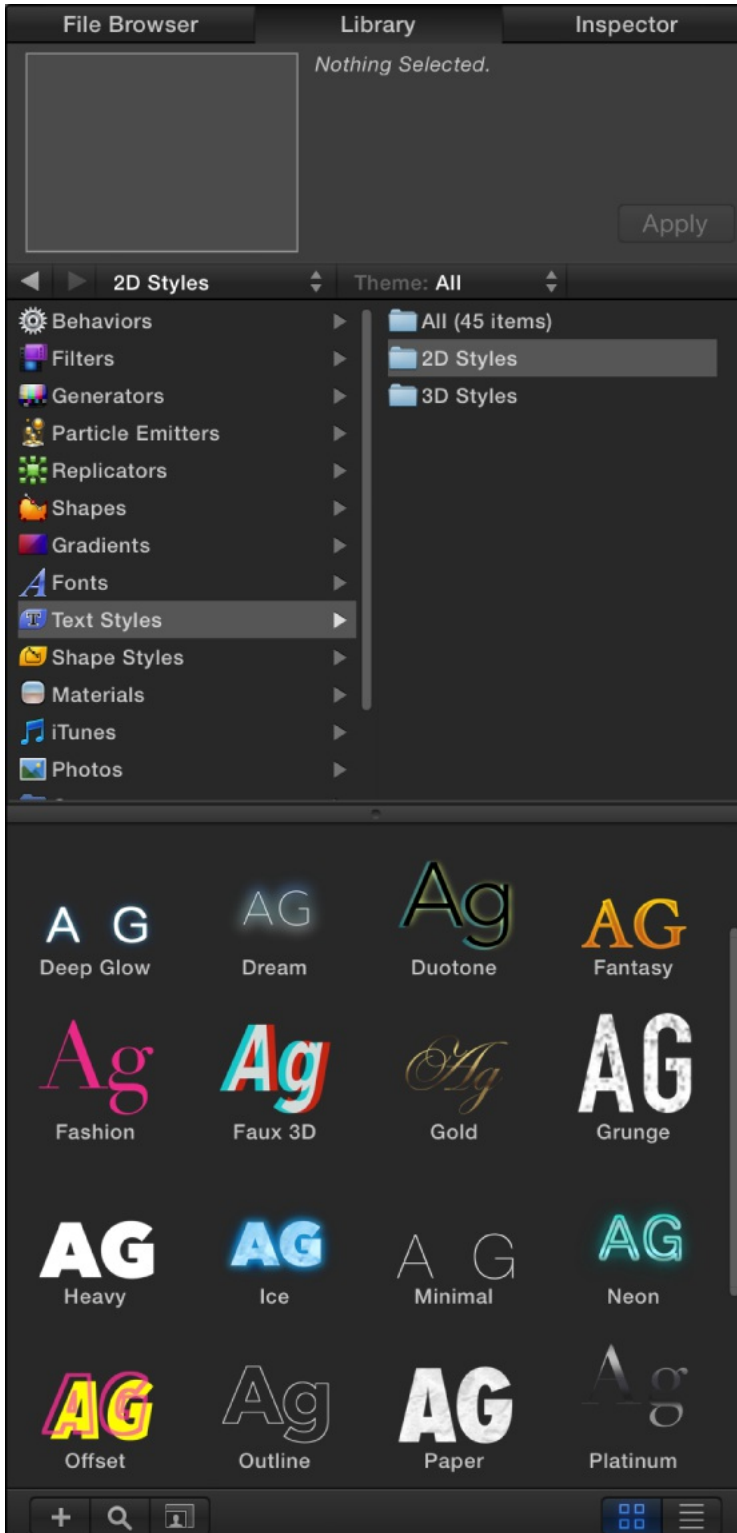 File Browser Library Inspector
Nothing Selected.
Apply
2D Styles Theme: All
Behaviors All (45 items)
Filters 2D Styles
Generators 3D Styles
Particle Emitters
Replicators
Shapes
Gradients
A Fonts
T Text Styles
Shape Styles
Materials
iTunes
Photos
A G AG Ag AG
Deep Glow Dream Duotone Fantasy
Ag Ag Ag AG
Fashion Faux 3D Gold Grunge
AG AG A G AG
Heavy Ice Minimal Neon
AG Ag AG Ag
Offset Outline Paper Platinum